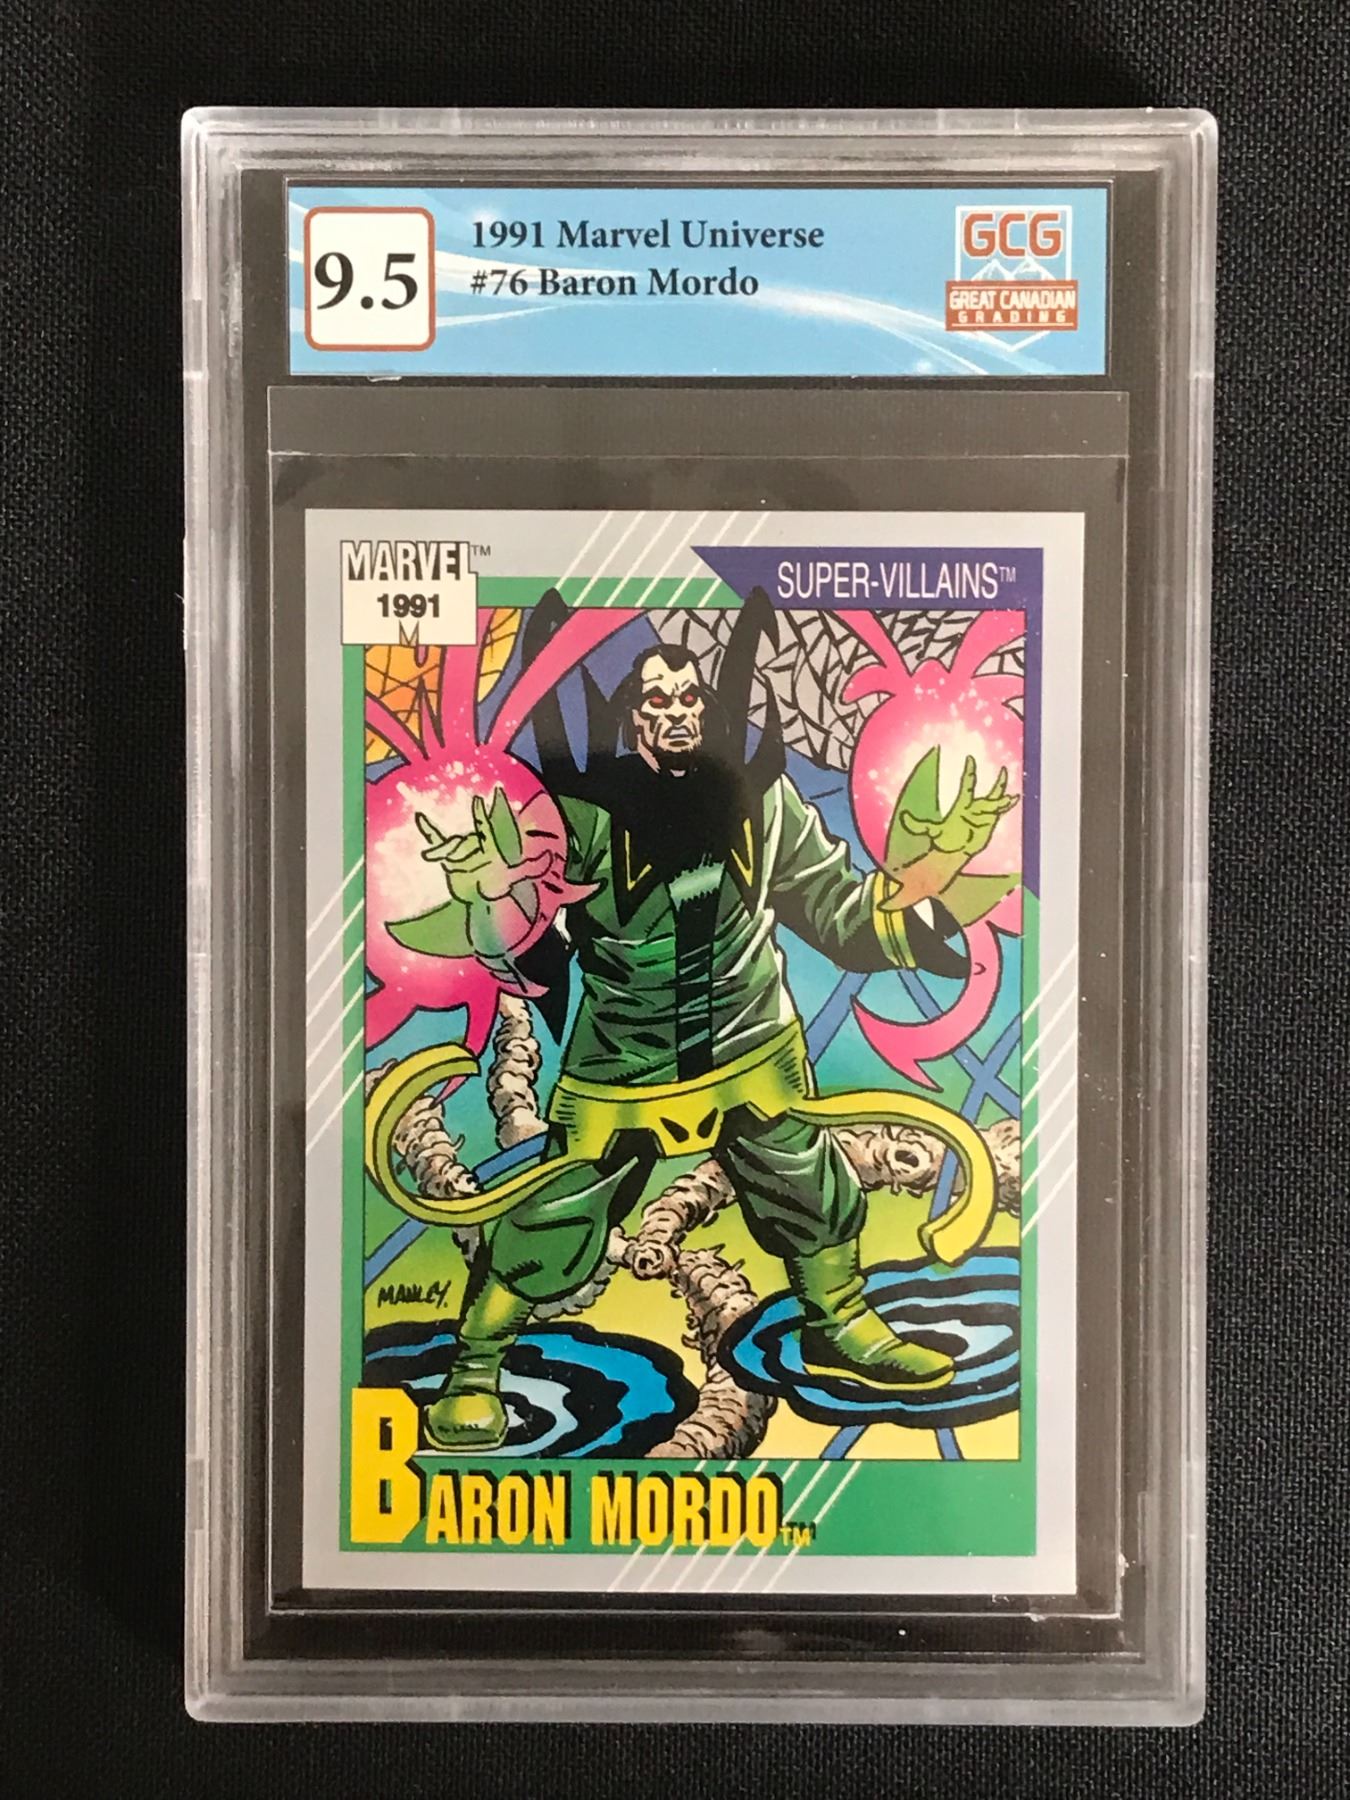 9.5
1991 Marvel Universe
#76 Baron Mordo
GCG
GREAT CANADIAN
GRADING
MARVEL™
1991
M
SUPER-VILLAINS™
MANLEY.
BARON MORDO™